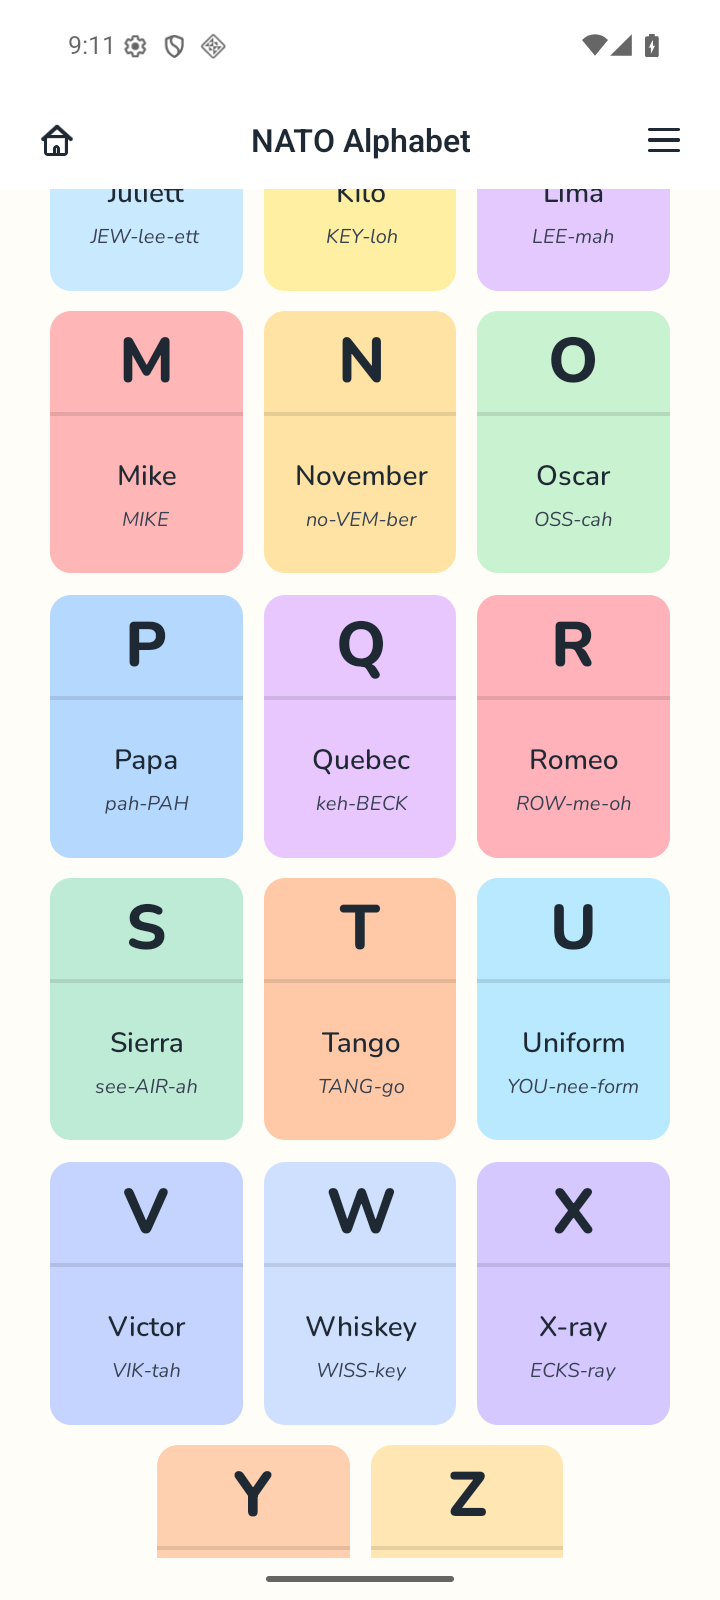 9:11
NATO Alphabet
Juliett Kilo Lima
JEW-lee-ett KEY-loh LEE-mah
M N O
Mike November Oscar
MIKE no-VEM-ber OSS-cah
P Q R
Papa Quebec Romeo
pah-PAH keh-BECK ROW-me-oh
S T U
Sierra Tango Uniform
see-AIR-ah TANG-go YOU-nee-form
V W X
Victor Whiskey X-ray
VIK-tah WISS-key ECKS-ray
Y Z